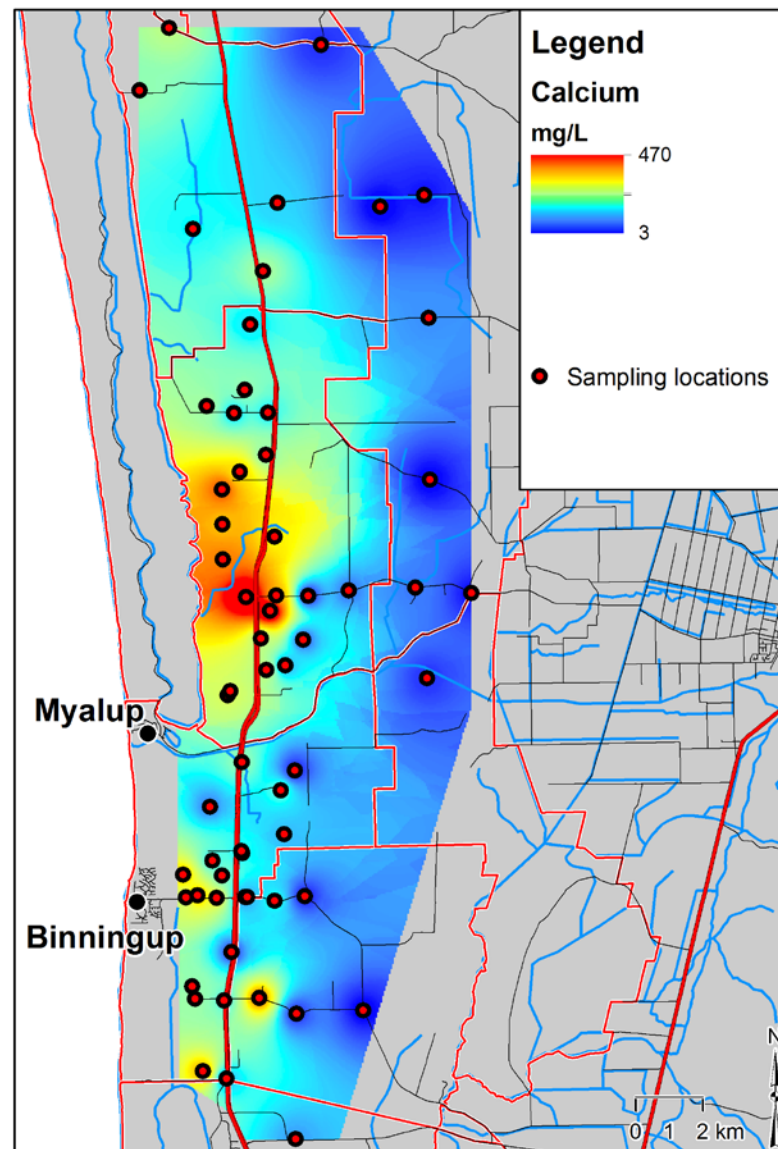 Legend
Calcium
mg/L
470
3
Sampling locations
Myalup
Binningup
N
0 1 2 km